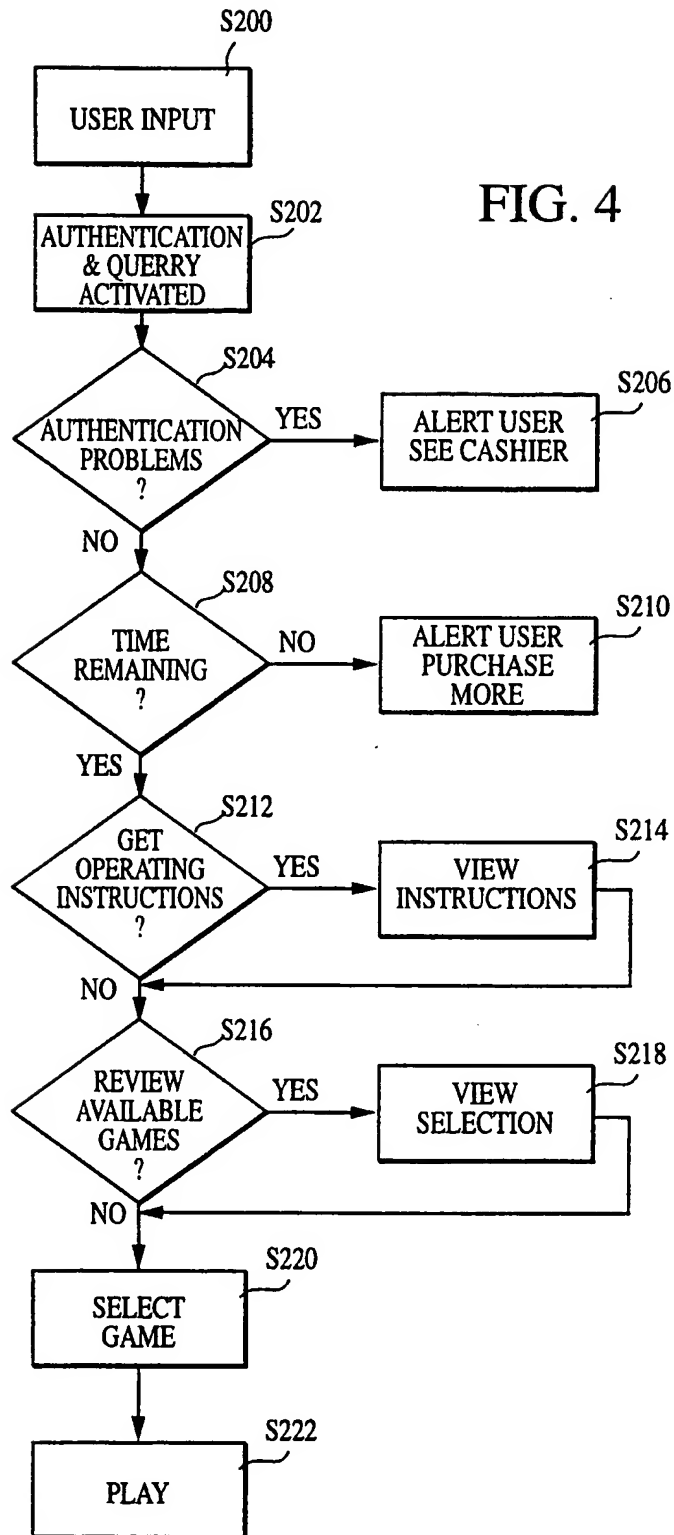 S200
USER INPUT
FIG. 4
S202
AUTHENTICATION
& QUERRY
ACTIVATED
S204
AUTHENTICATION
PROBLEMS
?
YES
S206
ALERT USER
SEE CASHIER
NO
S208
TIME
REMAINING
?
NO
S210
ALERT USER
PURCHASE
MORE
YES
S212
GET
OPERATING
INSTRUCTIONS
?
YES
S214
VIEW
INSTRUCTIONS
NO
S216
REVIEW
AVAILABLE
GAMES
?
YES
S218
VIEW
SELECTION
NO
S220
SELECT
GAME
S222
PLAY